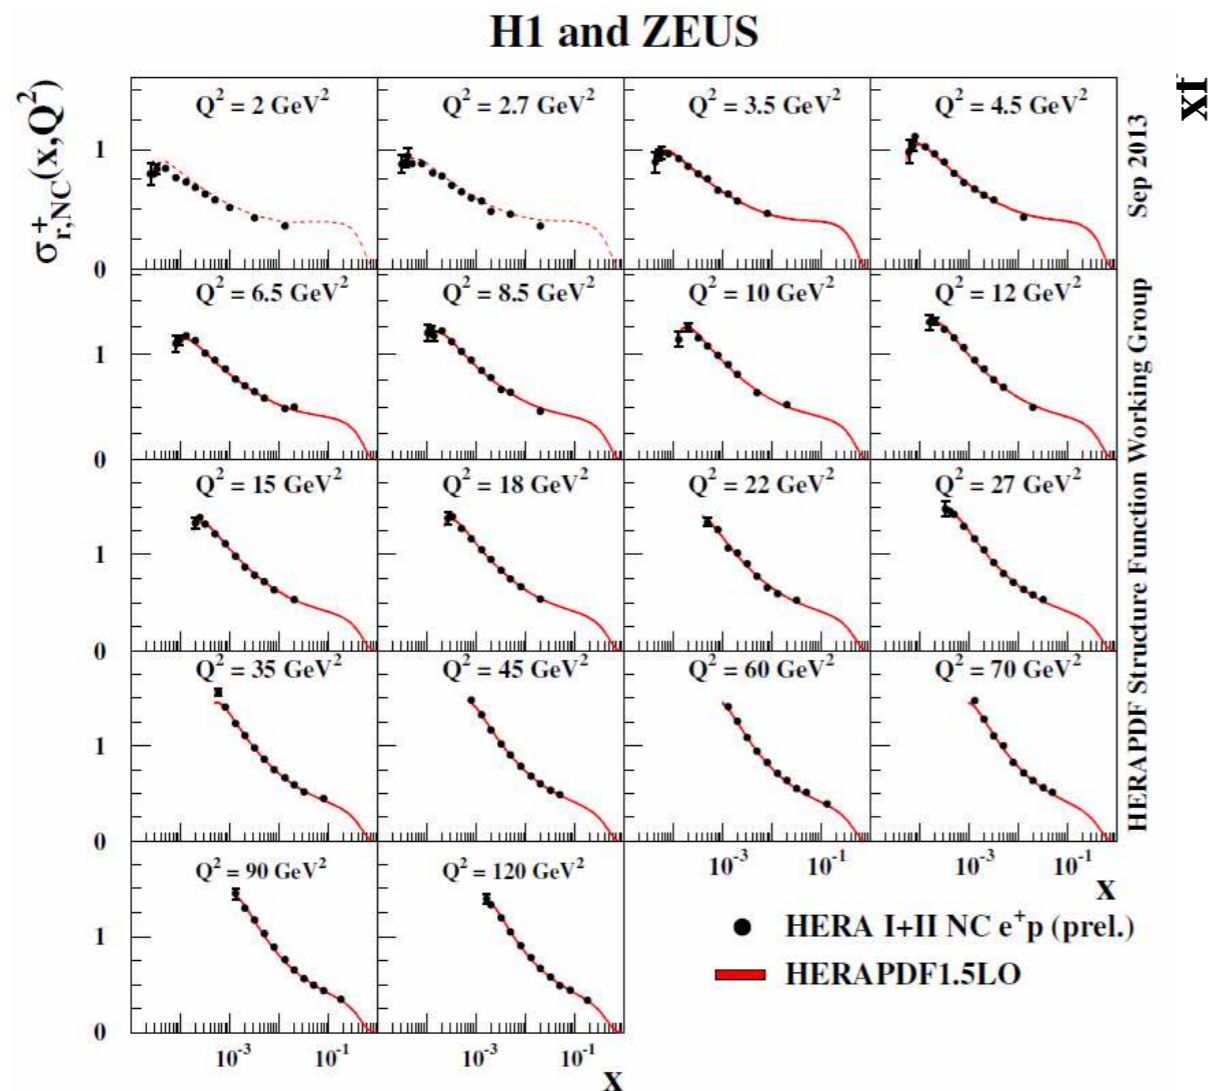 H1 and ZEUS
xf
σ⁺r,NC(x,Q²)
Q² = 2 GeV²
Q² = 2.7 GeV²
Q² = 3.5 GeV²
Q² = 4.5 GeV²
1
0
Q² = 6.5 GeV²
Q² = 8.5 GeV²
Q² = 10 GeV²
Q² = 12 GeV²
1
0
Q² = 15 GeV²
Q² = 18 GeV²
Q² = 22 GeV²
Q² = 27 GeV²
1
0
Q² = 35 GeV²
Q² = 45 GeV²
Q² = 60 GeV²
Q² = 70 GeV²
1
0
10⁻³ 10⁻¹ 10⁻³ 10⁻¹
x
Q² = 90 GeV²
Q² = 120 GeV²
1
0
10⁻³ 10⁻¹ 10⁻³ 10⁻¹
x
HERA I+II NC e⁺p (prel.)
HERAPDF1.5LO
HERAPDF Structure Function Working Group Sep 2013